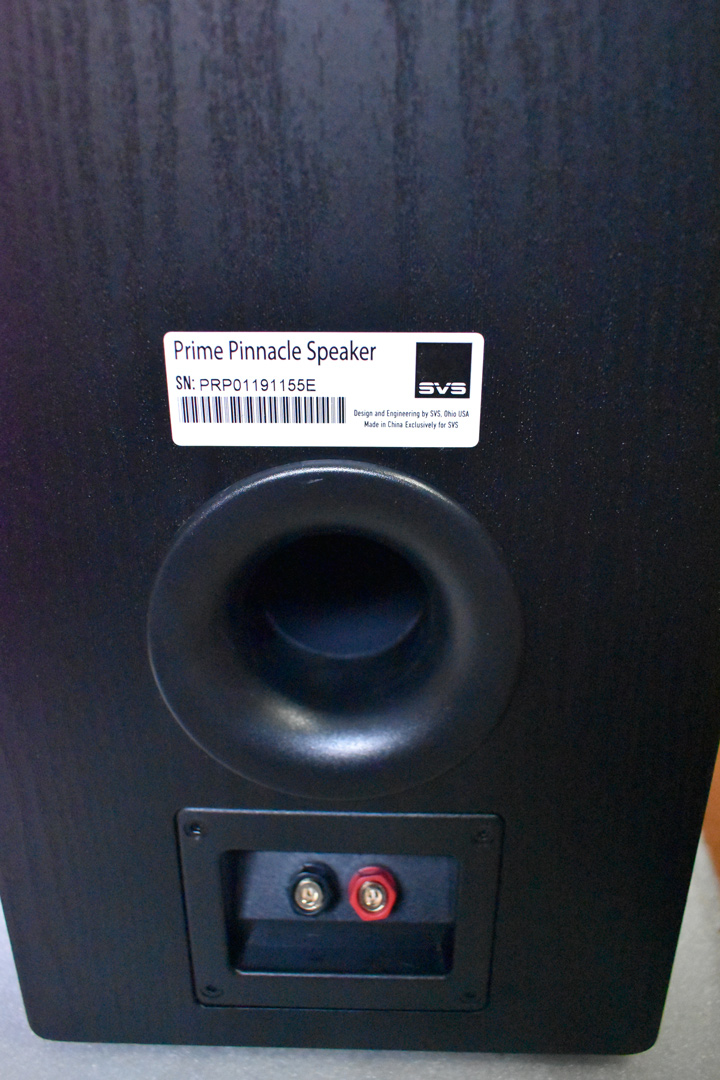 Prime Pinnacle Speaker
SN: PRP01191155E
SVS
Design and Engineering by SVS, Ohio USA
Made in China Exclusively for SVS